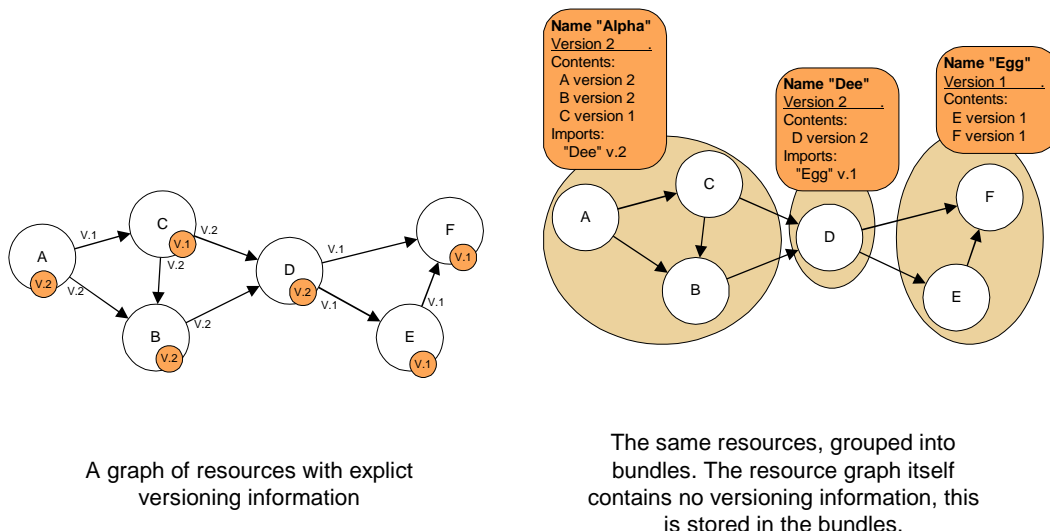 A
V.2
V.1
C
V.1
V.2
V.2
V.2
B
V.2
V.2
D
V.2
V.1
V.1
F
V.1
V.1
E
V.1
A graph of resources with explict
versioning information
Name "Alpha"
Version 2 .
Contents:
A version 2
B version 2
C version 1
Imports:
"Dee" v.2
Name "Dee"
Version 2 .
Contents:
D version 2
Imports:
"Egg" v.1
Name "Egg"
Version 1 .
Contents:
E version 1
F version 1
A
C
B
D
F
E
The same resources, grouped into
bundles. The resource graph itself
contains no versioning information, this
is stored in the bundles.